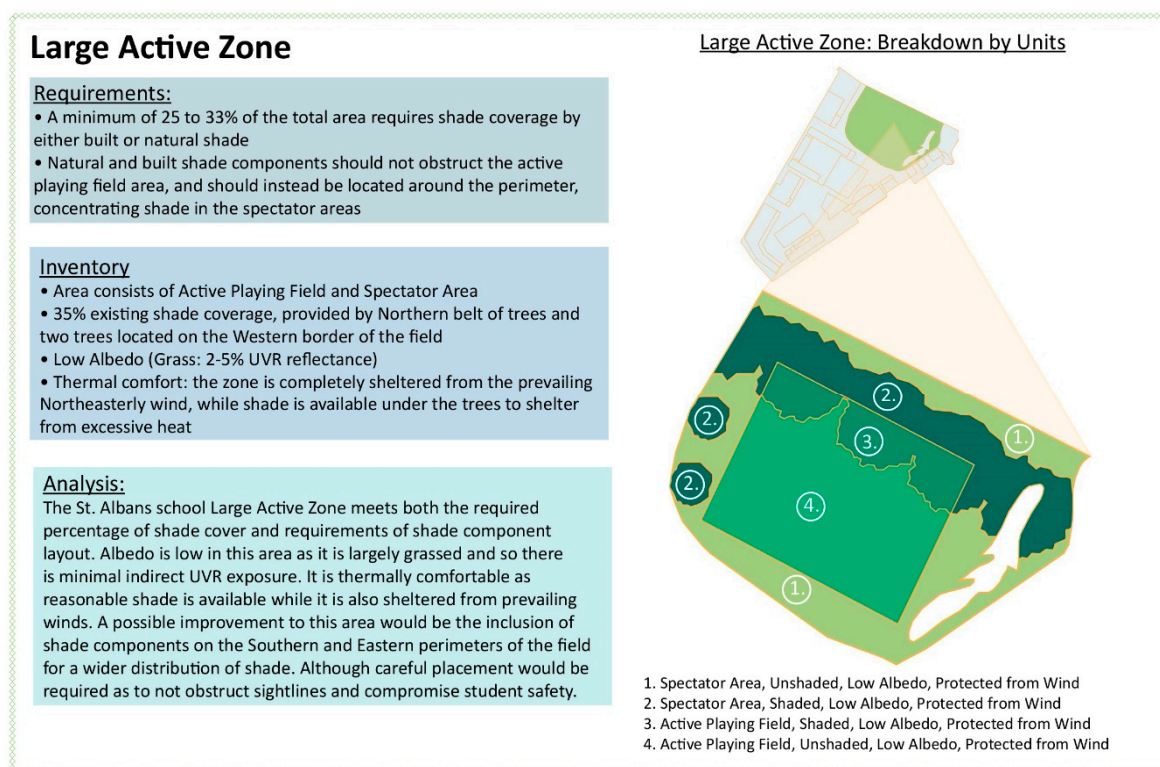 Large Active Zone
Requirements:
• A minimum of 25 to 33% of the total area requires shade coverage by
either built or natural shade
• Natural and built shade components should not obstruct the active
playing field area, and should instead be located around the perimeter,
concentrating shade in the spectator areas
Inventory
• Area consists of Active Playing Field and Spectator Area
• 35% existing shade coverage, provided by Northern belt of trees and
two trees located on the Western border of the field
• Low Albedo (Grass: 2-5% UVR reflectance)
• Thermal comfort: the zone is completely sheltered from the prevailing
Northeasterly wind, while shade is available under the trees to shelter
from excessive heat
Analysis:
The St. Albans school Large Active Zone meets both the required
percentage of shade cover and requirements of shade component
layout. Albedo is low in this area as it is largely grassed and so there
is minimal indirect UVR exposure. It is thermally comfortable as
reasonable shade is available while it is also sheltered from prevailing
winds. A possible improvement to this area would be the inclusion of
shade components on the Southern and Eastern perimeters of the field
for a wider distribution of shade. Although careful placement would be
required as to not obstruct sightlines and compromise student safety.
Large Active Zone: Breakdown by Units
2.
1.
2.
3.
2.
4.
1.
1. Spectator Area, Unshaded, Low Albedo, Protected from Wind
2. Spectator Area, Shaded, Low Albedo, Protected from Wind
3. Active Playing Field, Shaded, Low Albedo, Protected from Wind
4. Active Playing Field, Unshaded, Low Albedo, Protected from Wind